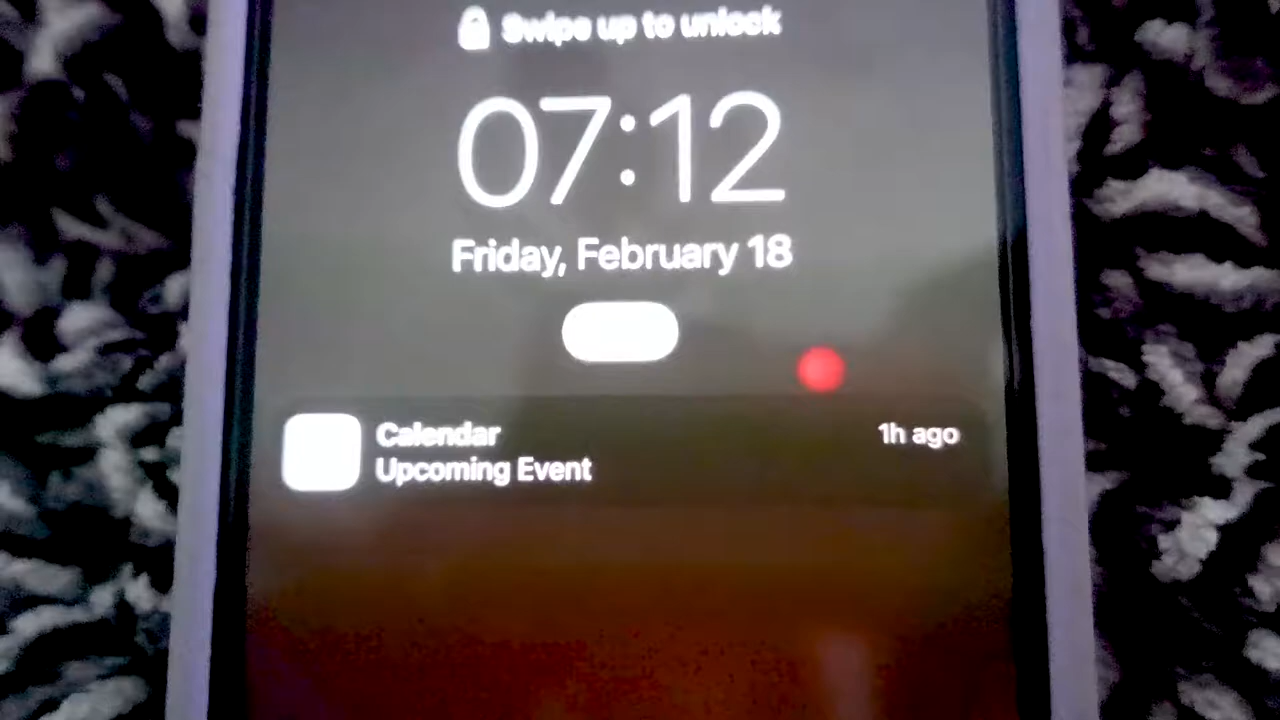 Swipe up to unlock
07:12
Friday, February 18
Calendar
1h ago
Upcoming Event